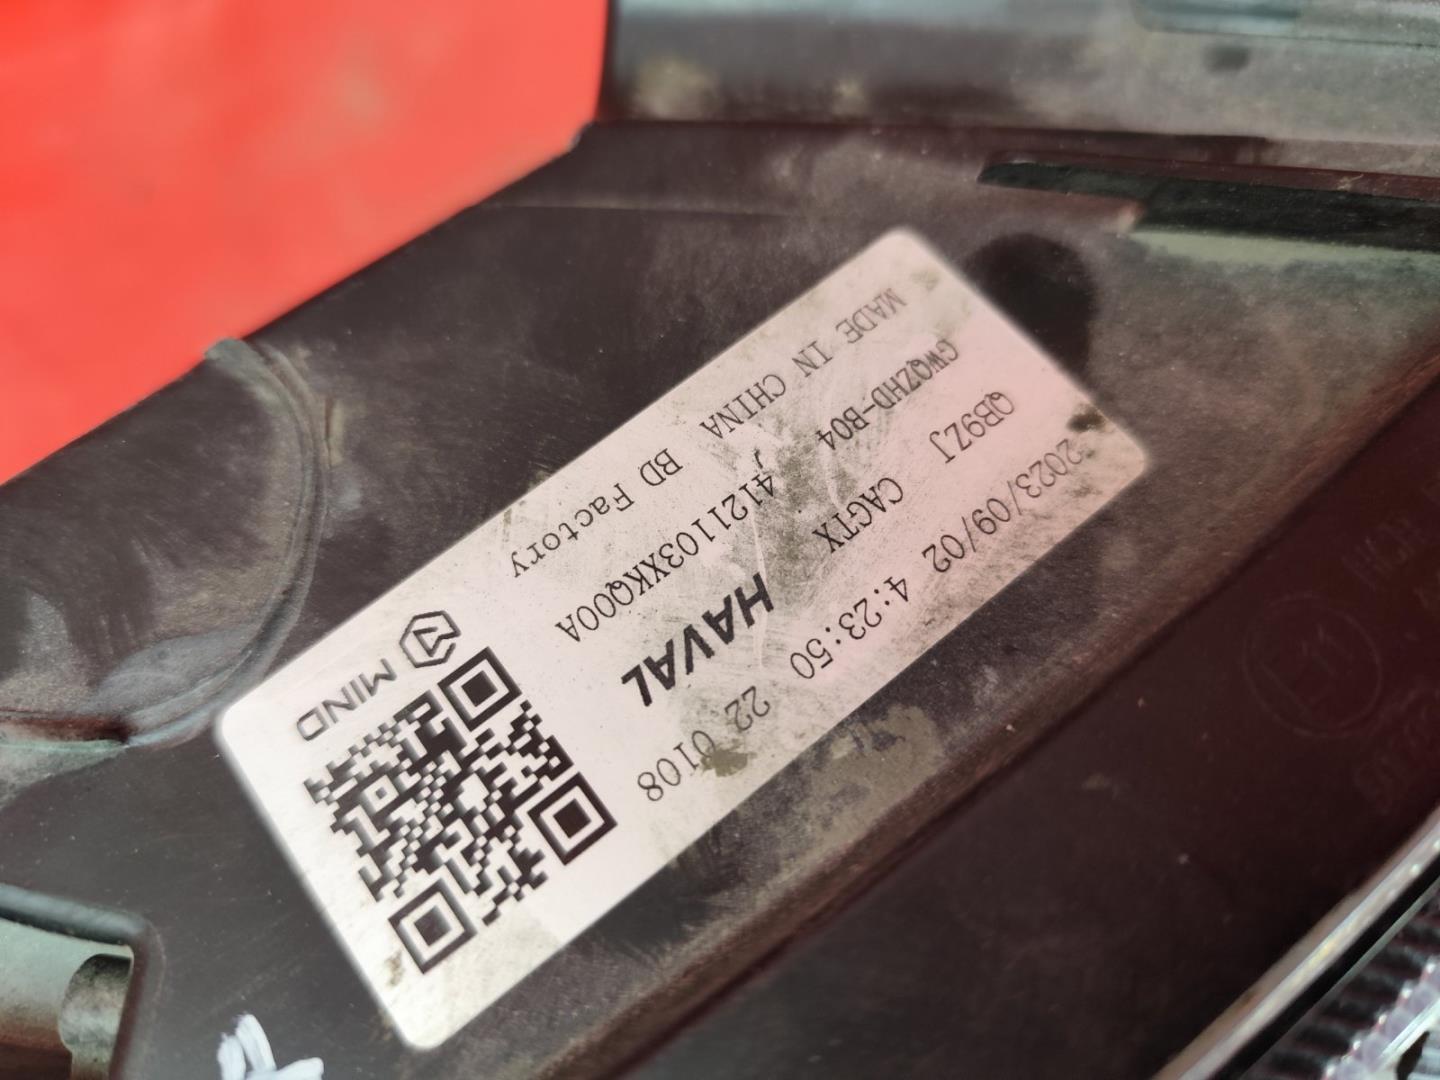 2023/09/02 4:23:50 22 0108
QB9ZJ CAGTX HAVAL
GWQZHD-B04 4121103XKQ00A
MADE IN CHINA BD Factory
MIND